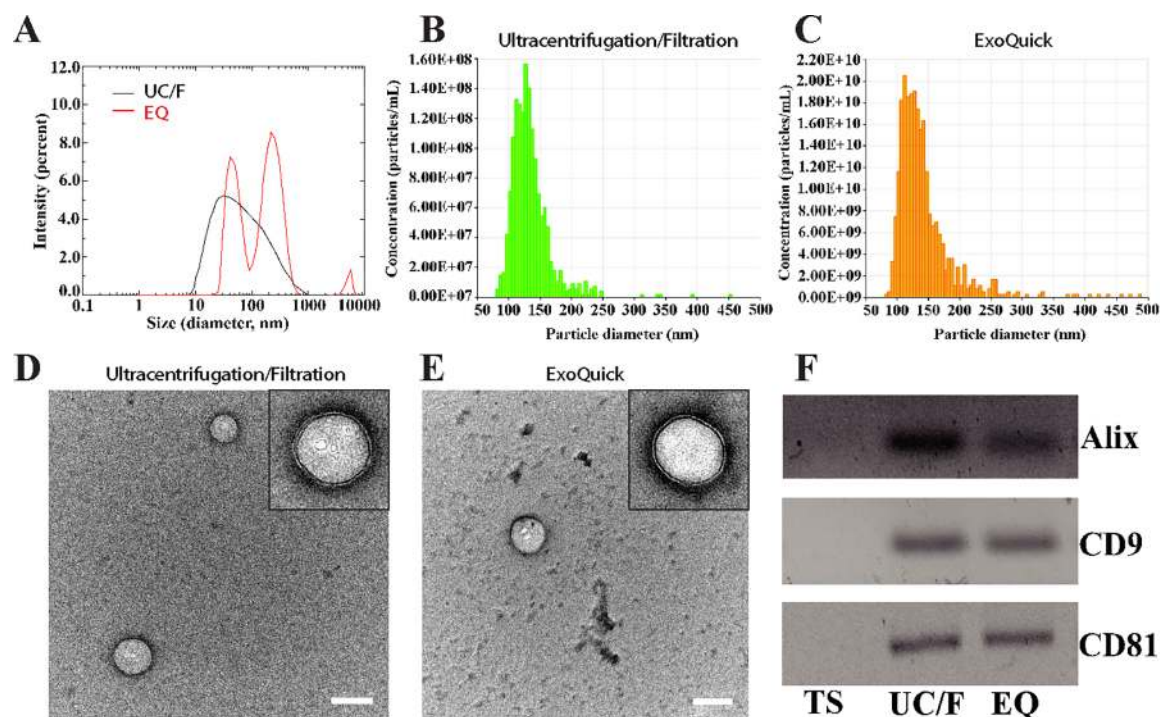 A
12.0
10.0
8.0
6.0
4.0
2.0
0.0
Intensity (percent)
UC/F
EQ
0.1 1 10 100 1000 10000
Size (diameter, nm)
B
Ultracentrifugation/Filtration
1.60E+08
1.40E+08
1.20E+08
1.00E+08
8.00E+07
6.00E+07
4.00E+07
2.00E+07
0.00E+07
Concentration (particles/mL)
50 100 150 200 250 300 350 400 450 500
Particle diameter (nm)
C
ExoQuick
2.20E+10
2.00E+10
1.80E+10
1.60E+10
1.40E+10
1.20E+10
1.00E+10
8.00E+09
6.00E+09
4.00E+09
2.00E+09
0.00E+09
Concentration (particles/mL)
50 100 150 200 250 300 350 400 450 500
Particle diameter (nm)
D
Ultracentrifugation/Filtration
E
ExoQuick
F
Alix
CD9
CD81
TS UC/F EQ